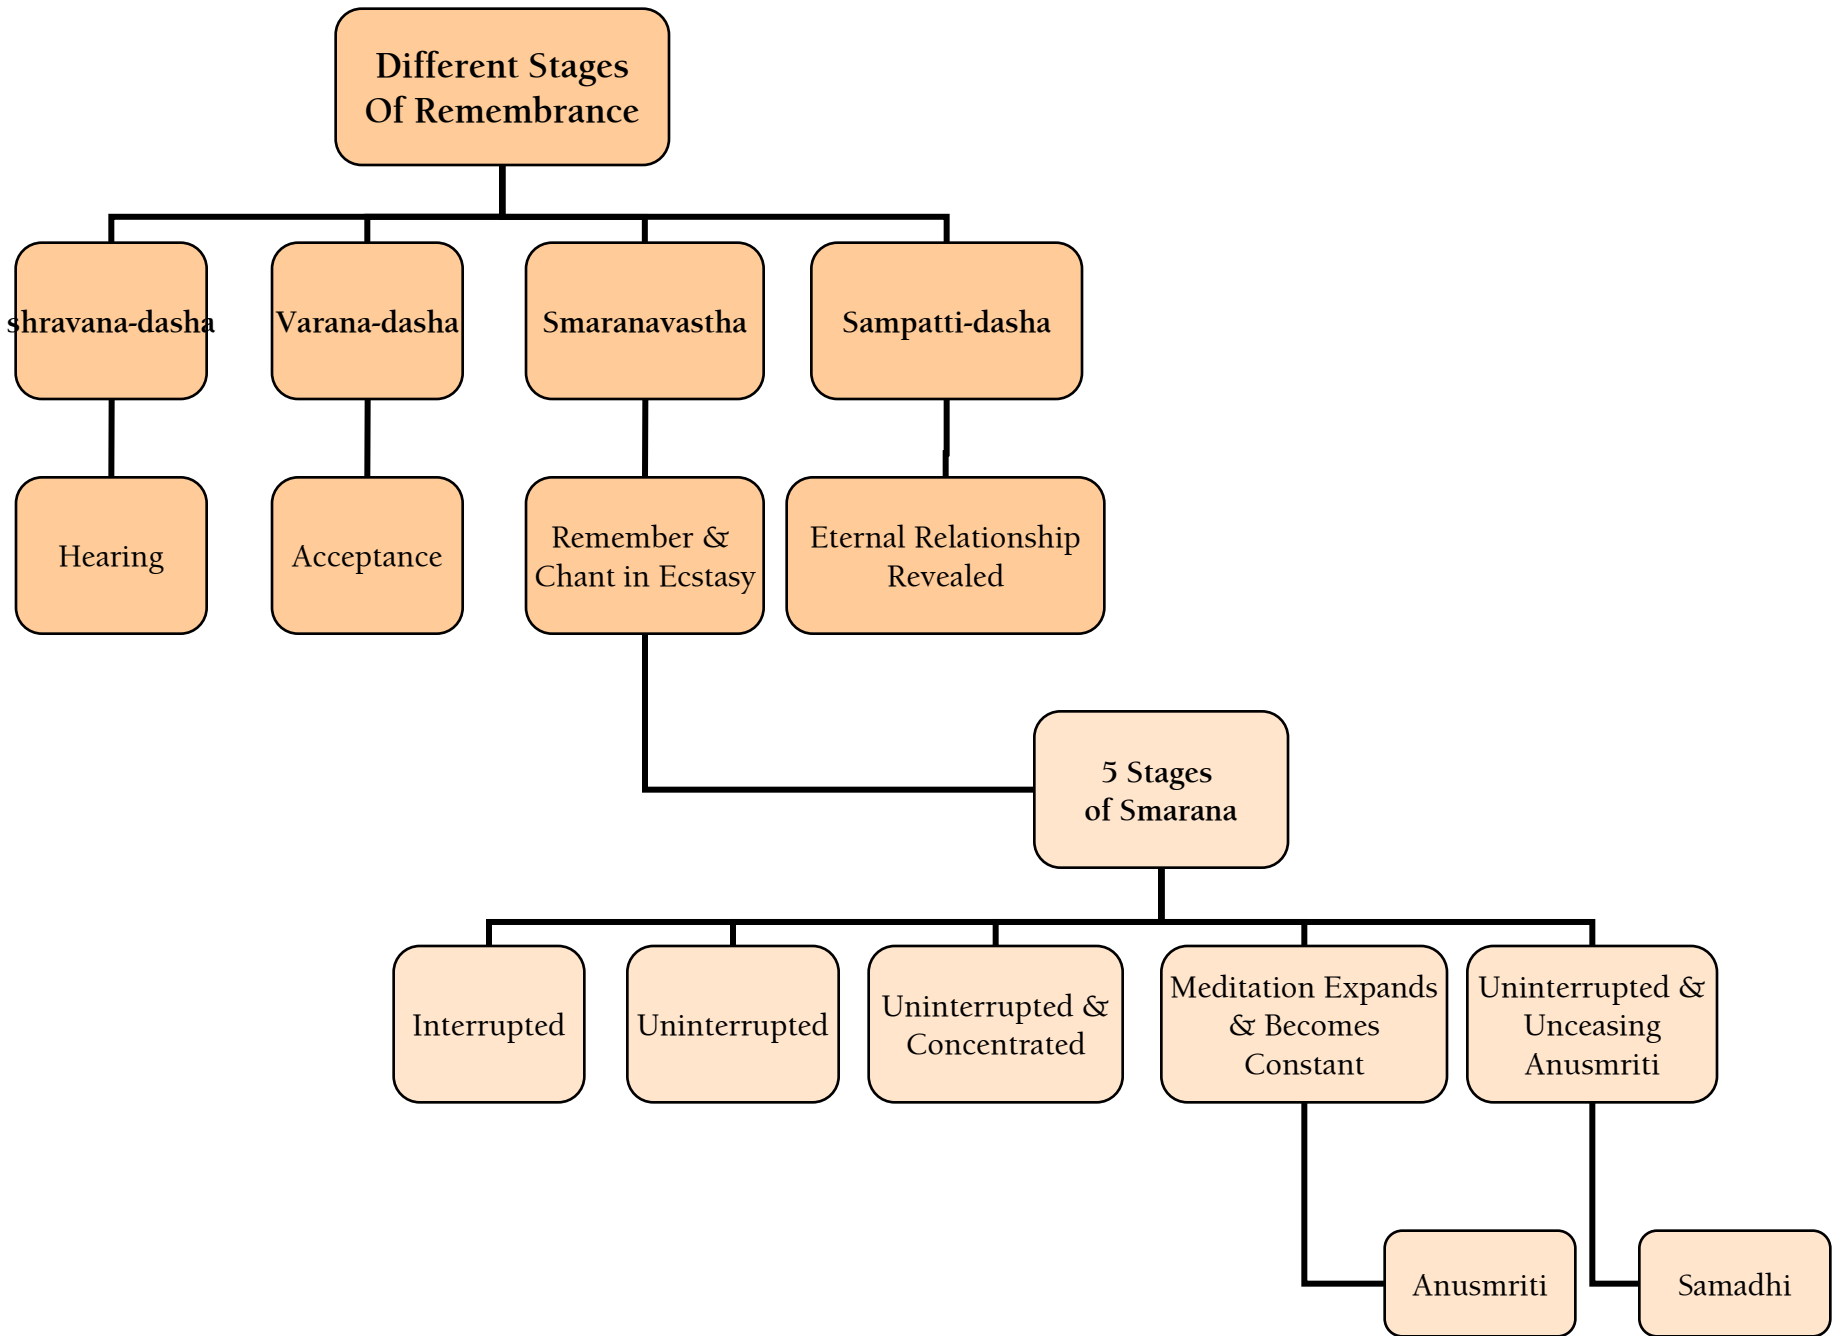 Different Stages
Of Remembrance
shravana-dasha
Varana-dasha
Smaranavastha
Sampatti-dasha
Hearing
Acceptance
Remember &
Chant in Ecstasy
Eternal Relationship
Revealed
5 Stages
of Smarana
Interrupted
Uninterrupted
Uninterrupted &
Concentrated
Meditation Expands
& Becomes
Constant
Uninterrupted &
Unceasing
Anusmriti
Anusmriti
Samadhi